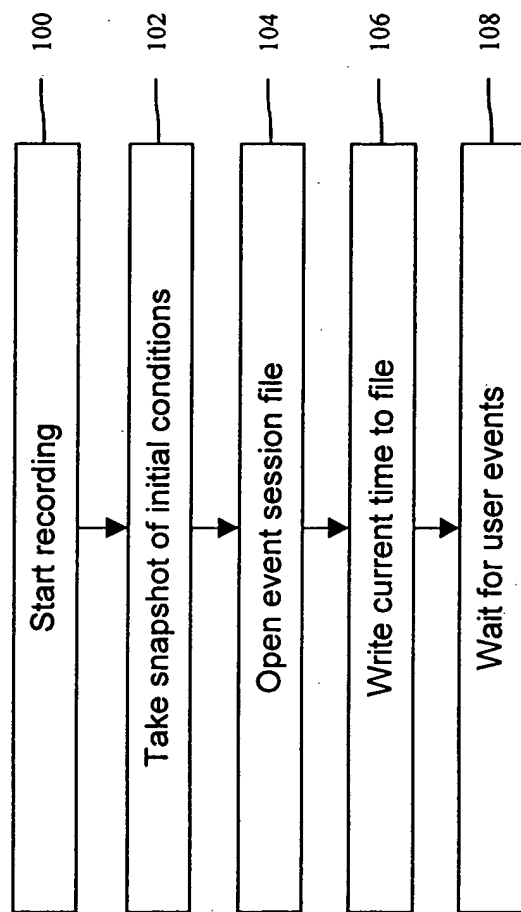 Start recording
100
Take snapshot of initial conditions
102
Open event session file
104
Write current time to file
106
Wait for user events
108